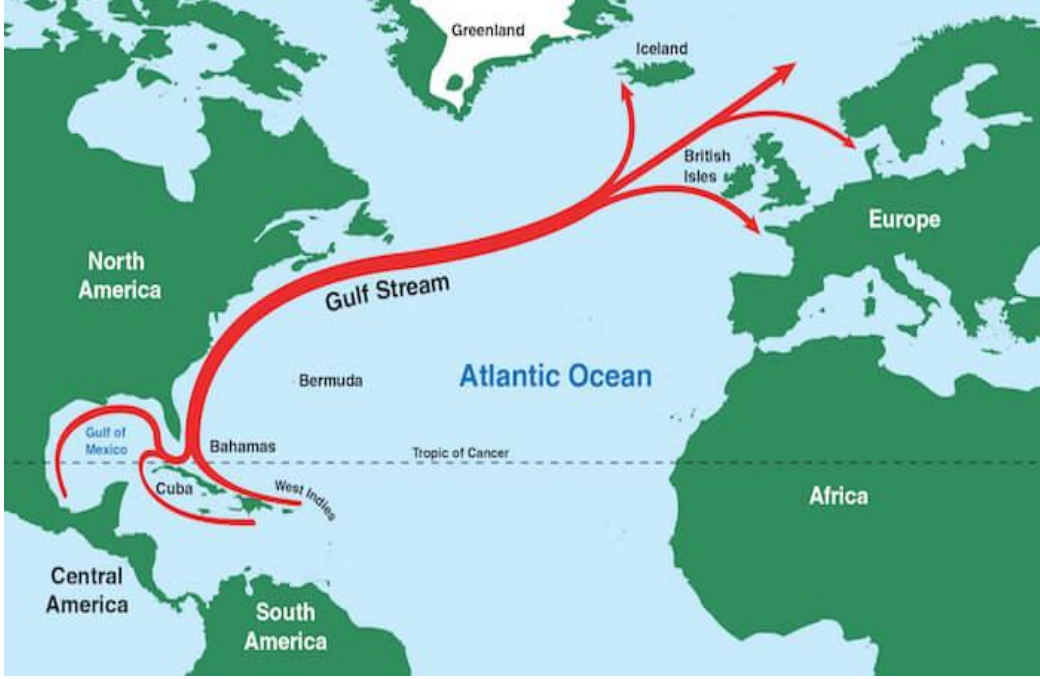 Greenland
Iceland
British
Isles
Europe
North
America
Gulf Stream
Bermuda
Atlantic Ocean
Gulf of
Mexico
Bahamas
Tropic of Cancer
Cuba
West Indies
Africa
Central
America
South
America